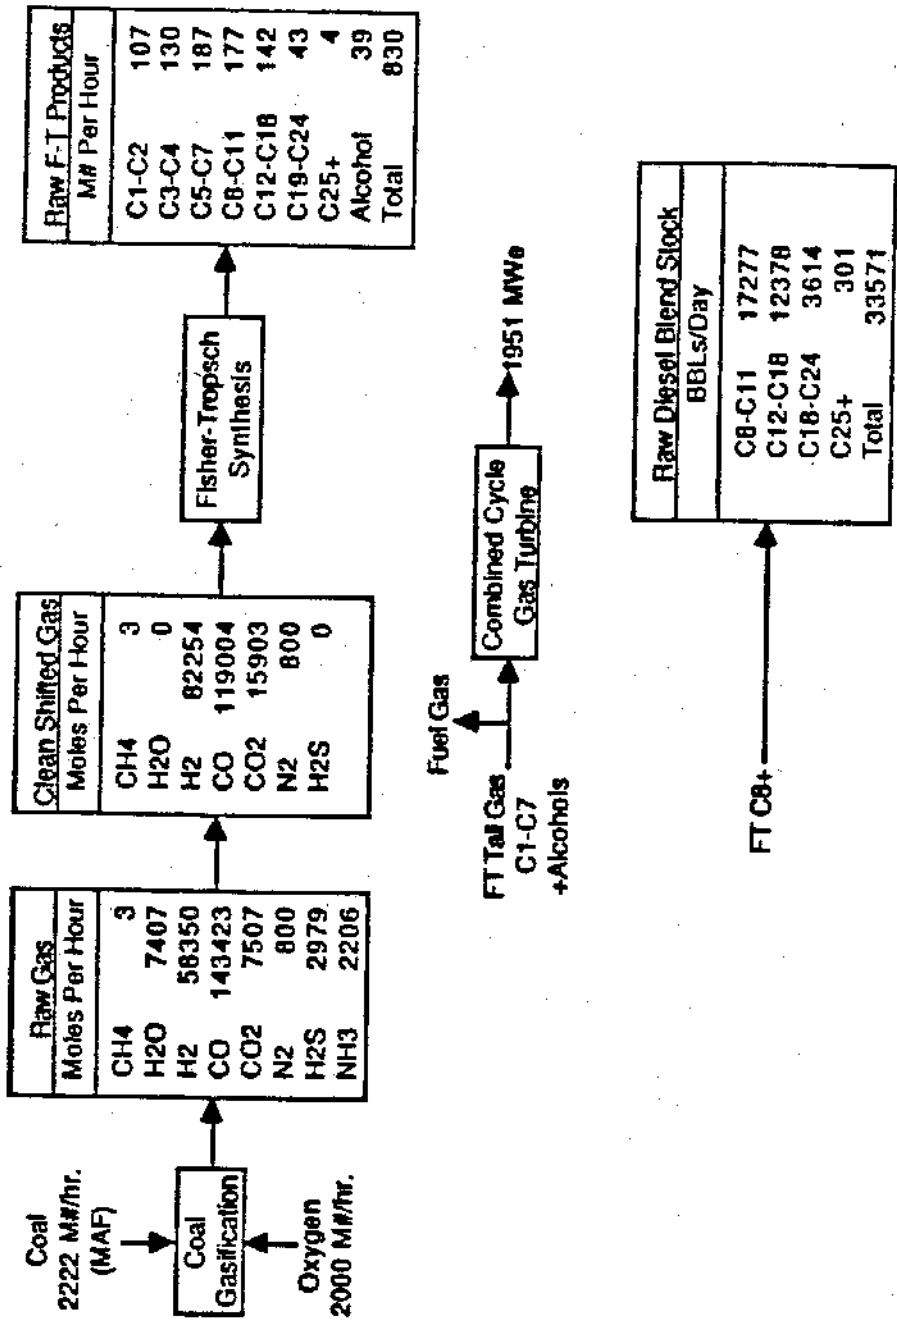 Coal
2222 M#/hr.
(MAF)
Coal
Gasification
Oxygen
2000 M#/hr.
Raw Gas
Moles Per Hour
CH4 3
H2O 7407
H2 58350
CO 143423
CO2 7507
N2 800
H2S 2979
NH3 2206
Clean Shifted Gas
Moles Per Hour
CH4 3
H2O 0
H2 82254
CO 119004
CO2 15903
N2 800
H2S 0
Fisher-Tropsch
Synthesis
Raw F-T Products
M# Per Hour
C1-C2 107
C3-C4 130
C5-C7 187
C8-C11 177
C12-C18 142
C19-C24 43
C25+ 4
Alcohol 39
Total 830
Fuel Gas
FT Tail Gas
C1-C7
+Alcohols
Combined Cycle
Gas Turbine
1951 MWe
FT C8+
Raw Diesel Blend Stock
BBLs/Day
C8-C11 17277
C12-C18 12378
C18-C24 3614
C25+ 301
Total 33571